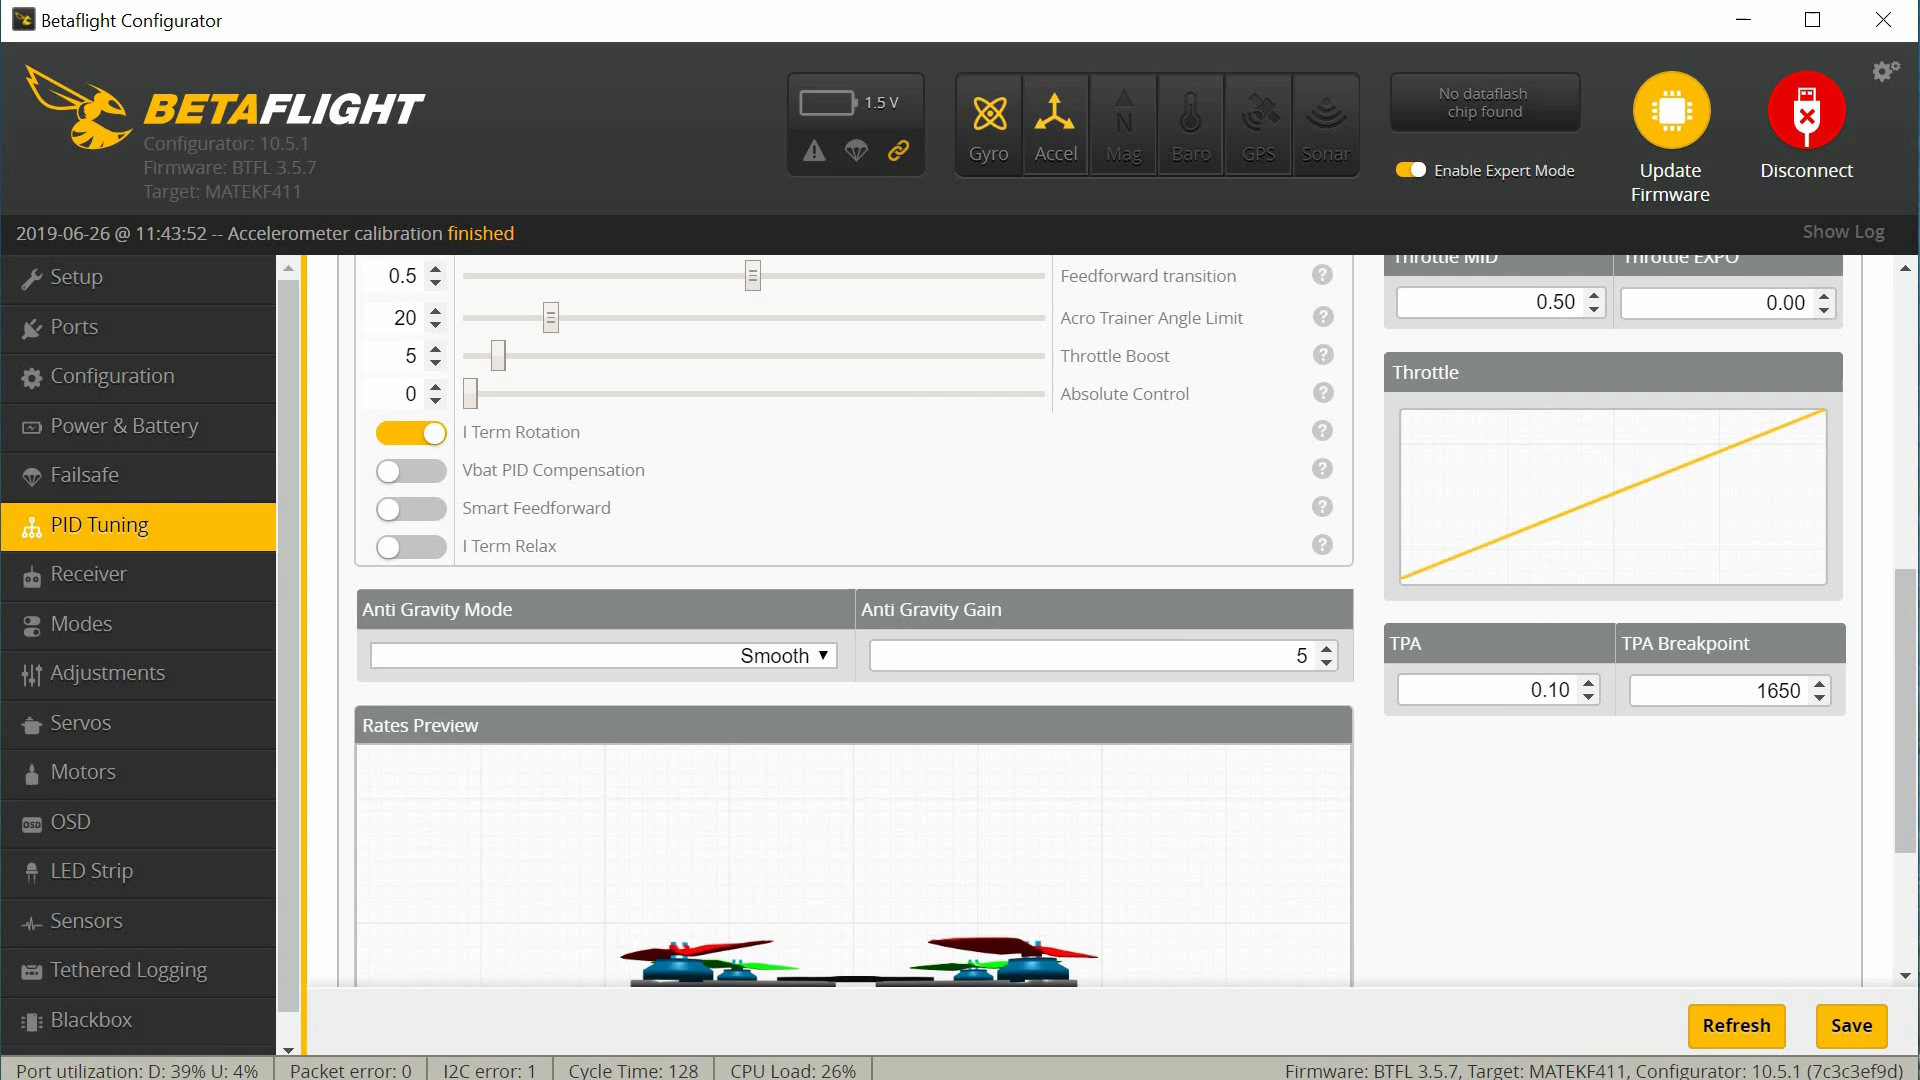 Betaflight Configurator
BETAFLIGHT
Configurator: 10.5.1
Firmware: BTFL 3.5.7
Target: MATEKF411
1.5 V
Gyro
Accel
Mag
Baro
GPS
Sonar
No dataflash
chip found
Enable Expert Mode
Update
Firmware
Disconnect
2019-06-26 @ 11:43:52 -- Accelerometer calibration finished
Show Log
Setup
Ports
Configuration
Power & Battery
Failsafe
PID Tuning
Receiver
Modes
Adjustments
Servos
Motors
OSD
OSD
LED Strip
Sensors
Tethered Logging
Blackbox
0.5 Feedforward transition ?
20 Acro Trainer Angle Limit ?
5 Throttle Boost ?
0 Absolute Control ?
I Term Rotation ?
Vbat PID Compensation ?
Smart Feedforward ?
I Term Relax ?
Anti Gravity Mode Anti Gravity Gain
Smooth 5
Rates Preview
Throttle MID Throttle EXPO
0.50 0.00
Throttle
TPA TPA Breakpoint
0.10 1650
Refresh Save
Port utilization: D: 39% U: 4% Packet error: 0 I2C error: 1 Cycle Time: 128 CPU Load: 26% Firmware: BTFL 3.5.7, Target: MATEKF411, Configurator: 10.5.1 (7c3c3ef9d)